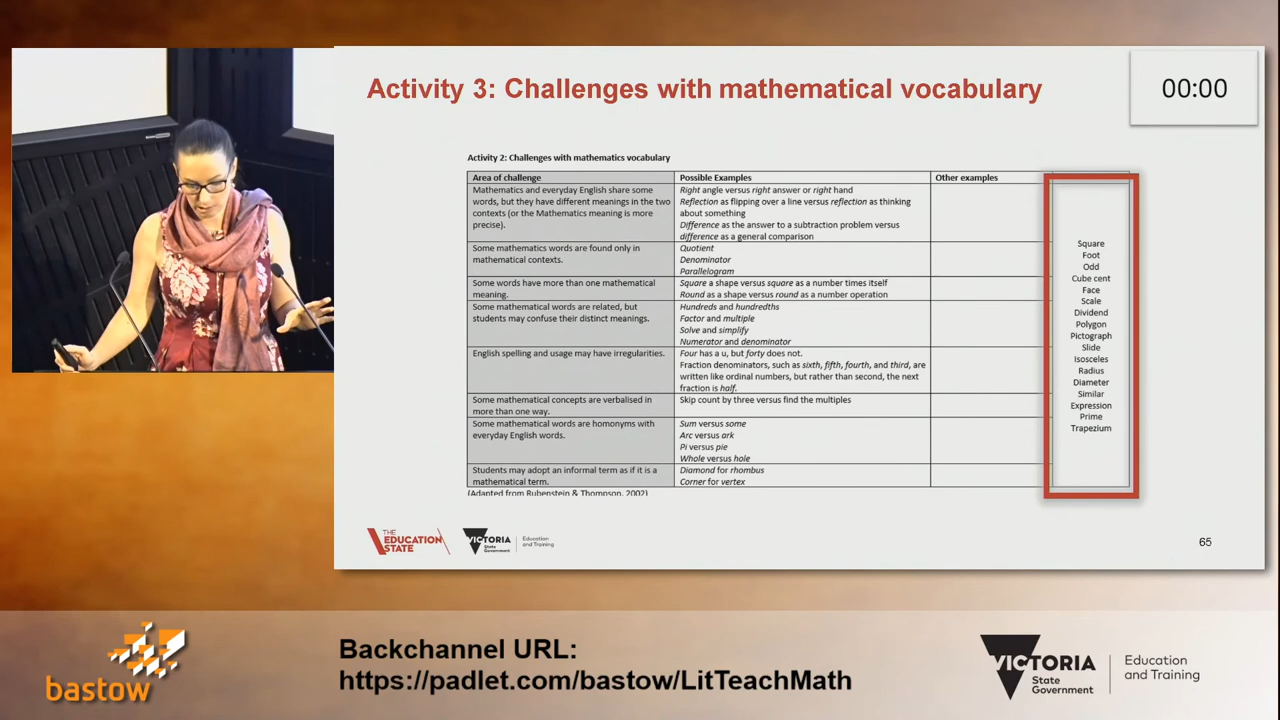 Activity 3: Challenges with mathematical vocabulary
00:00
Activity 2: Challenges with mathematics vocabulary
Area of challenge
Possible Examples
Other examples
Mathematics and everyday English share some
words, but they have different meanings in the two
contexts (or the Mathematics meaning is more
precise).
Right angle versus right answer or right hand
Reflection as flipping over a line versus reflection as thinking
about something
Difference as the answer to a subtraction problem versus
difference as a general comparison
Some mathematics words are found only in
mathematical contexts.
Quotient
Denominator
Parallelogram
Some words have more than one mathematical
meaning.
Square a shape versus square as a number times itself
Round as a shape versus round as a number operation
Some mathematical words are related, but
students may confuse their distinct meanings.
Hundreds and hundredths
Factor and multiple
Solve and simplify
Numerator and denominator
English spelling and usage may have irregularities.
Four has a u, but forty does not.
Fraction denominators, such as sixth, fifth, fourth, and third, are
written like ordinal numbers, but rather than second, the next
fraction is half.
Some mathematical concepts are verbalised in
more than one way.
Skip count by three versus find the multiples
Some mathematical words are homonyms with
everyday English words.
Sum versus some
Arc versus ark
Pi versus pie
Whole versus hole
Students may adopt an informal term as if it is a
mathematical term.
Diamond for rhombus
Corner for vertex
(Adapted from Rubenstein & Thompson, 2002)
Square
Foot
Odd
Cube cent
Face
Scale
Dividend
Polygon
Pictograph
Slide
Isosceles
Radius
Diameter
Similar
Expression
Prime
Trapezium
THE
EDUCATION
STATE
VICTORIA
State
Government
Education
and Training
65
bastow
Backchannel URL:
https://padlet.com/bastow/LitTeachMath
VICTORIA
State
Government
Education
and Training